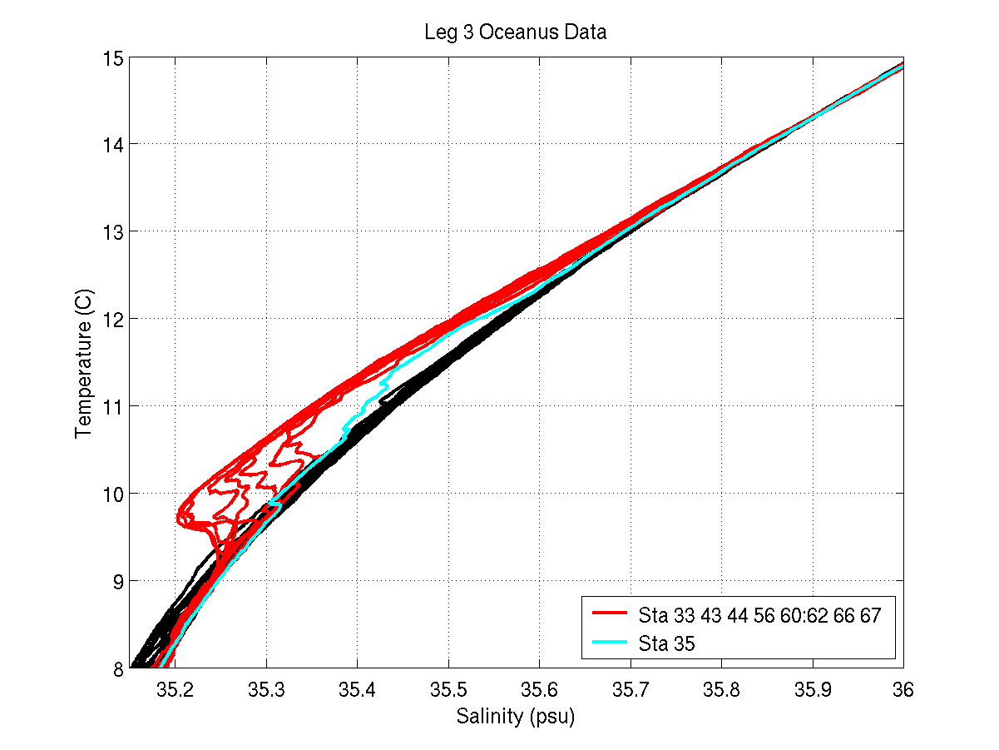 Leg 3 Oceanus Data
15
14
13
12
11
10
9
8
Temperature (C)
35.2 35.3 35.4 35.5 35.6 35.7 35.8 35.9 36
Salinity (psu)
Sta 33 43 44 56 60:62 66 67
Sta 35